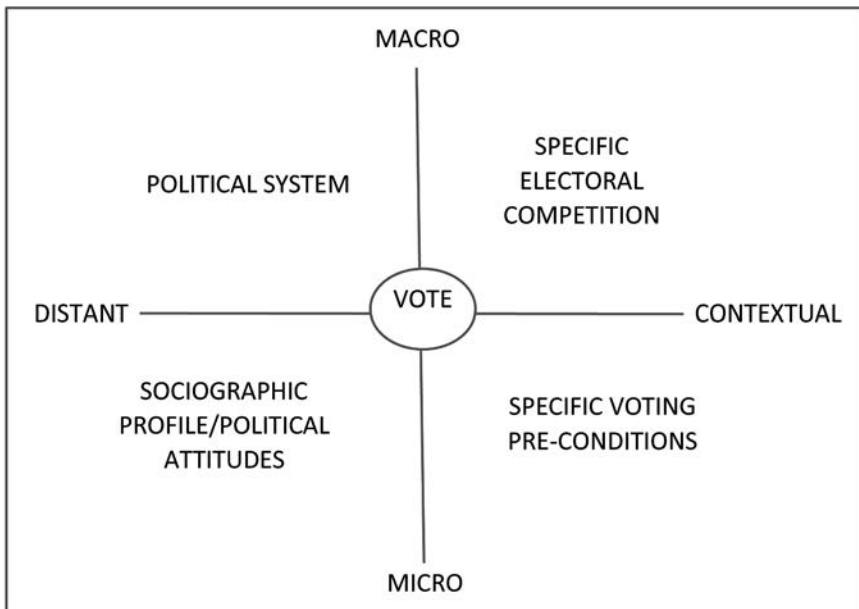 MACRO
POLITICAL SYSTEM
SPECIFIC
ELECTORAL
COMPETITION
DISTANT
VOTE
CONTEXTUAL
SOCIOGRAPHIC
PROFILE/POLITICAL
ATTITUDES
SPECIFIC VOTING
PRE-CONDITIONS
MICRO